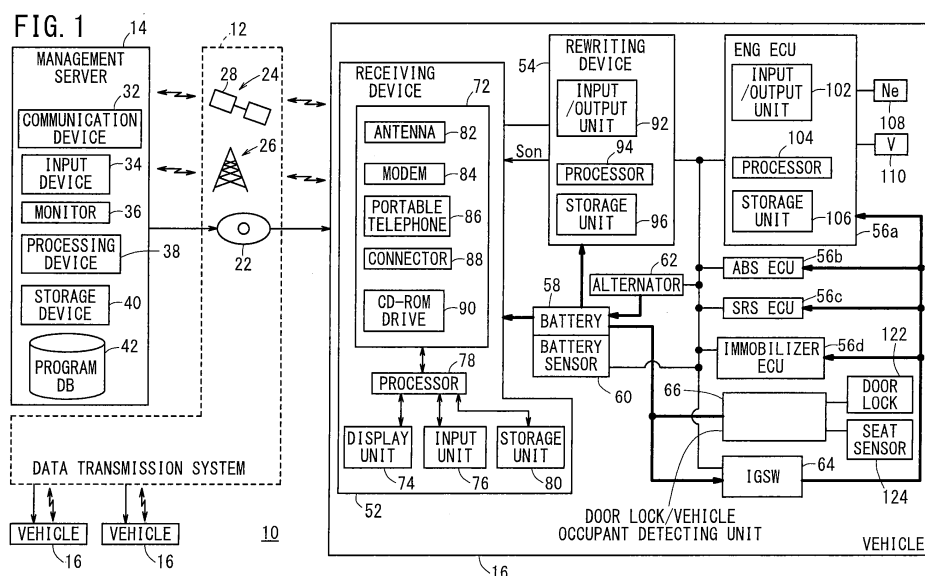 FIG. 1
14
MANAGEMENT
SERVER
32
COMMUNICATION
DEVICE
INPUT
DEVICE
34
MONITOR
36
PROCESSING
DEVICE
38
STORAGE
DEVICE
40
42
PROGRAM
DB
12
28
24
26
22
DATA TRANSMISSION SYSTEM
VEHICLE
16
VEHICLE
16
10
RECEIVING
DEVICE
72
ANTENNA
82
MODEM
84
PORTABLE
TELEPHONE
86
CONNECTOR
88
CD-ROM
DRIVE
90
78
PROCESSOR
DISPLAY
UNIT
74
INPUT
UNIT
76
STORAGE
UNIT
80
52
54
REWRITING
DEVICE
INPUT
/OUTPUT
UNIT
92
Son
94
PROCESSOR
STORAGE
UNIT
96
62
ALTERNATOR
58
BATTERY
BATTERY
SENSOR
60
ENG ECU
INPUT
/OUTPUT
UNIT
102
104
PROCESSOR
STORAGE
UNIT
106
56a
Ne
108
V
110
ABS ECU
56b
SRS ECU
56c
IMMOBILIZER
ECU
56d
122
66
DOOR
LOCK
SEAT
SENSOR
124
IGSW
64
DOOR LOCK/VEHICLE
OCCUPANT DETECTING UNIT
VEHICLE
16